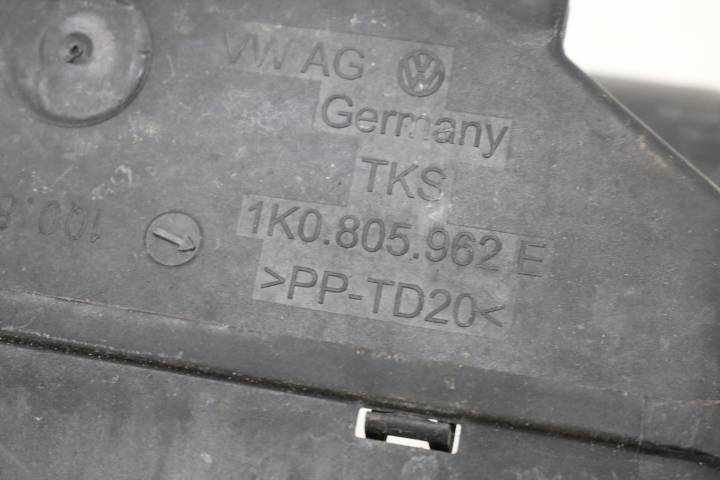 VW AG
Germany
TKS
1K0.805.962 E
>PP-TD20<